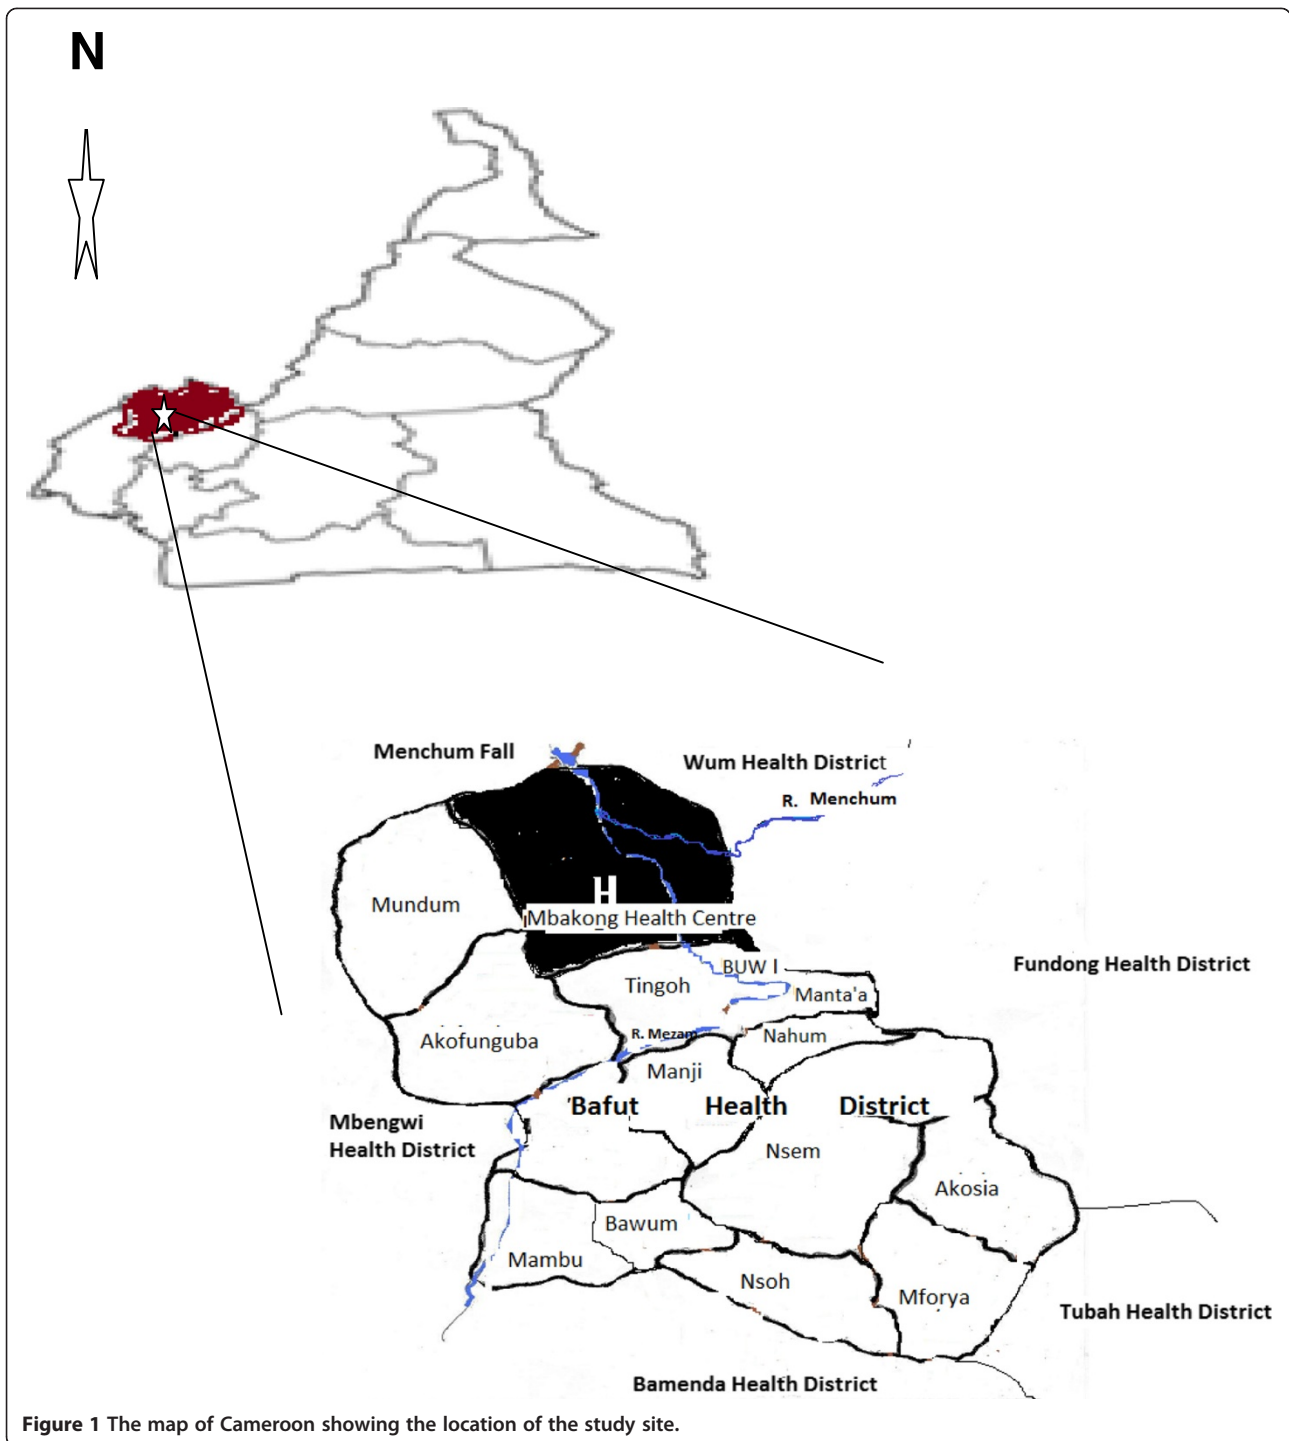 N
Menchum Fall
Wum Health District
R. Menchum
Mundum
H
Mbakong Health Centre
BUW I
Fundong Health District
Tingoh
Manta'a
R. Mezam
Nahum
Akofunguba
Manji
'Bafut Health District
Mbengwi
Health District
Nsem
Akosia
Bawum
Mambu
Nsoh
Mforya
Tubah Health District
Bamenda Health District
Figure 1 The map of Cameroon showing the location of the study site.